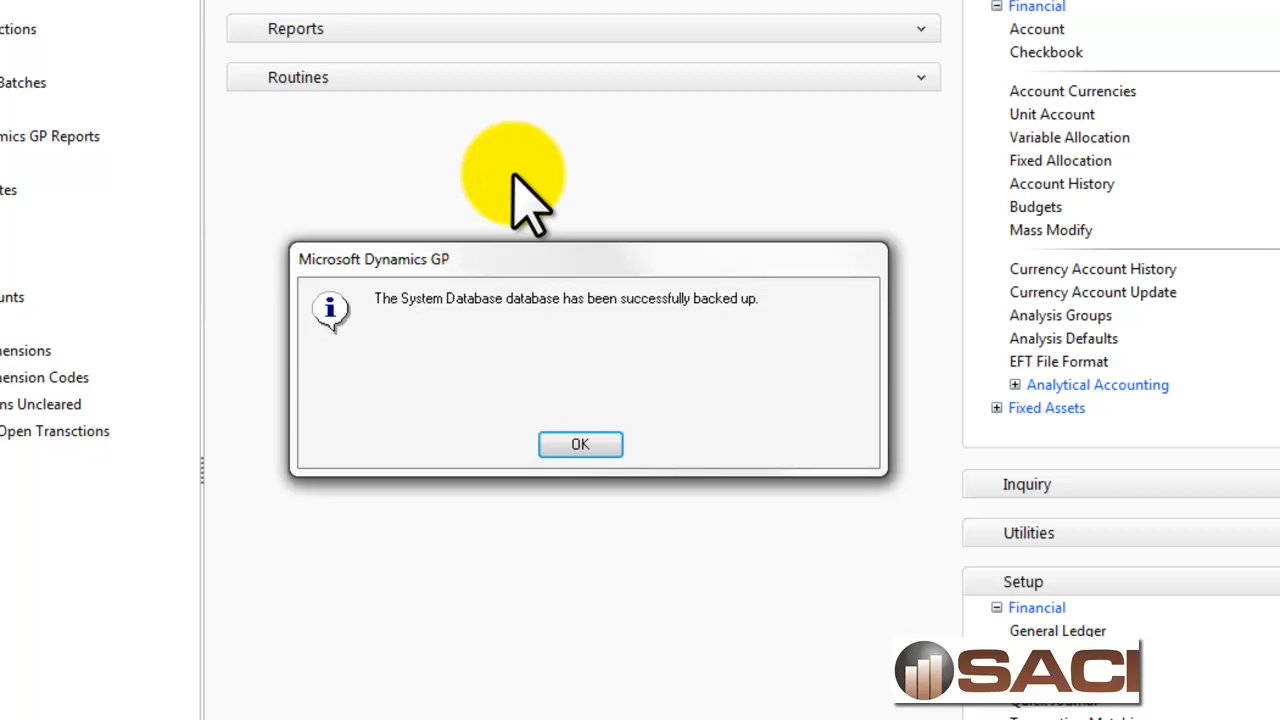 ctions
Batches
mics GP Reports
tes
unts
ensions
ension Codes
ns Uncleared
Open Transctions
Reports
Routines
Microsoft Dynamics GP
The System Database database has been successfully backed up.
OK
Financial
Account
Checkbook
Account Currencies
Unit Account
Variable Allocation
Fixed Allocation
Account History
Budgets
Mass Modify
Currency Account History
Currency Account Update
Analysis Groups
Analysis Defaults
EFT File Format
Analytical Accounting
Fixed Assets
Inquiry
Utilities
Setup
Financial
General Ledger
SACI